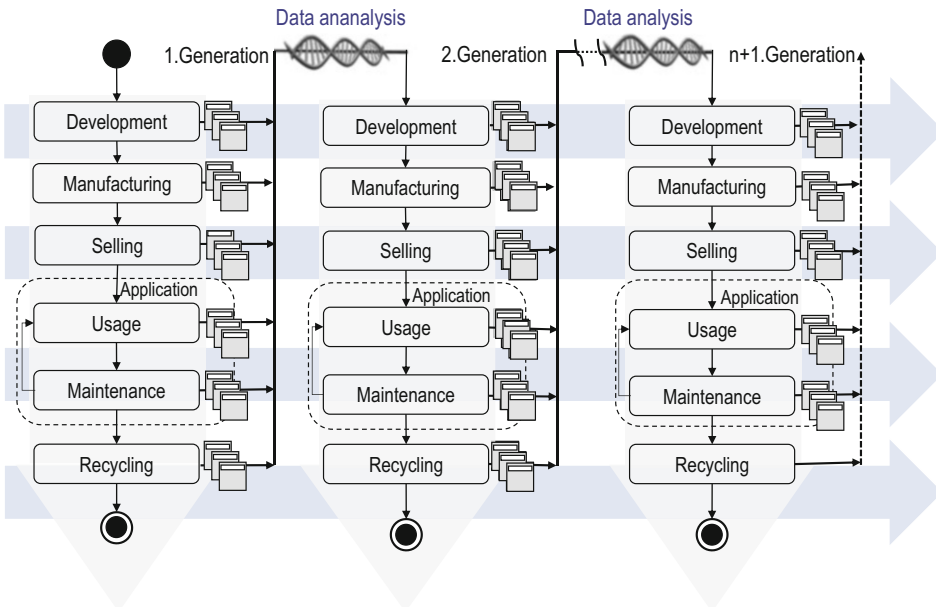 Data ananalysis
Data analysis
1.Generation
2.Generation
n+1.Generation
Development
Manufacturing
Selling
Application
Usage
Maintenance
Recycling
Development
Manufacturing
Selling
Application
Usage
Maintenance
Recycling
Development
Manufacturing
Selling
Application
Usage
Maintenance
Recycling